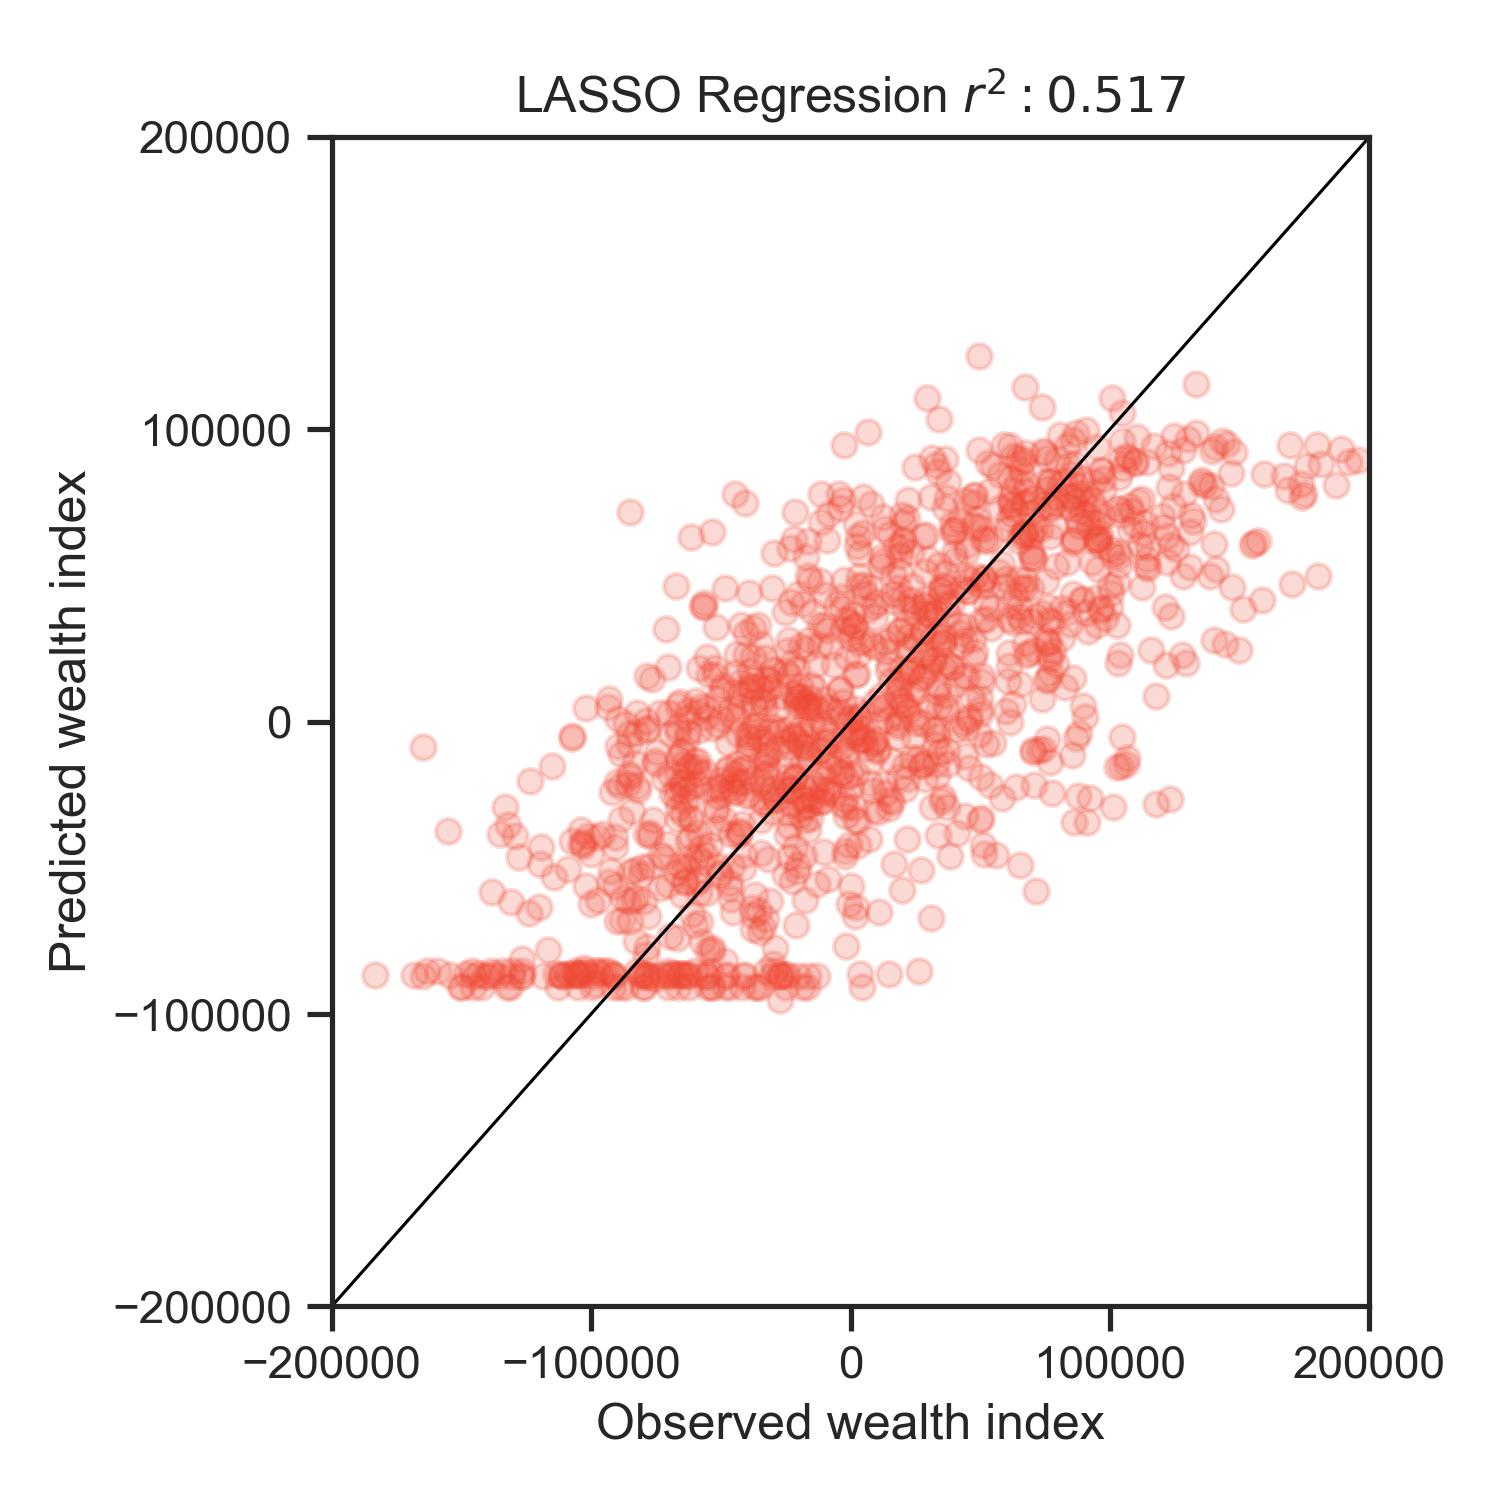 LASSO Regression r² : 0.517
200000
100000
0
−100000
−200000
Predicted wealth index
−200000 −100000 0 100000 200000
Observed wealth index